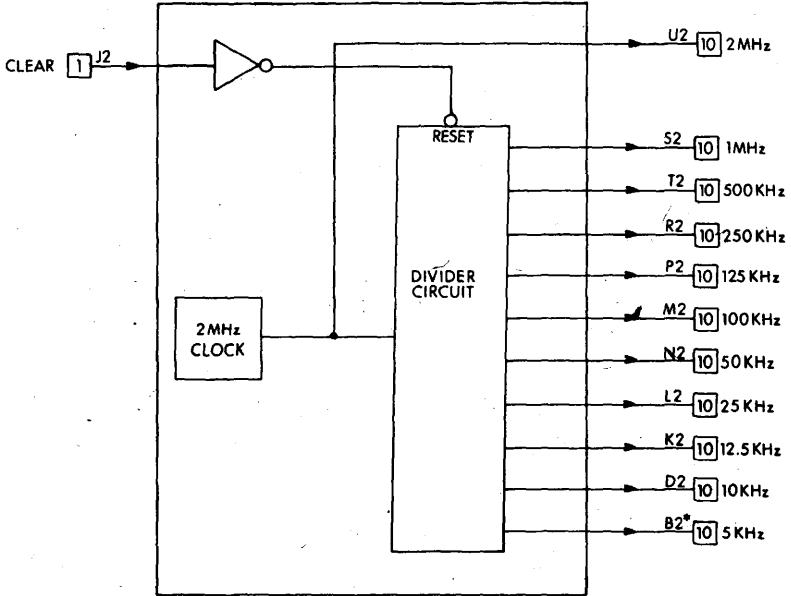 U2 10 2MHz
CLEAR 1 J2
RESET
S2 10 1MHz
T2 10 500KHz
R2 10 250KHz
DIVIDER
CIRCUIT
P2 10 125KHz
2MHz
CLOCK
M2 10 100KHz
N2 10 50KHz
L2 10 25KHz
K2 10 12.5KHz
D2 10 10KHz
B2* 10 5KHz